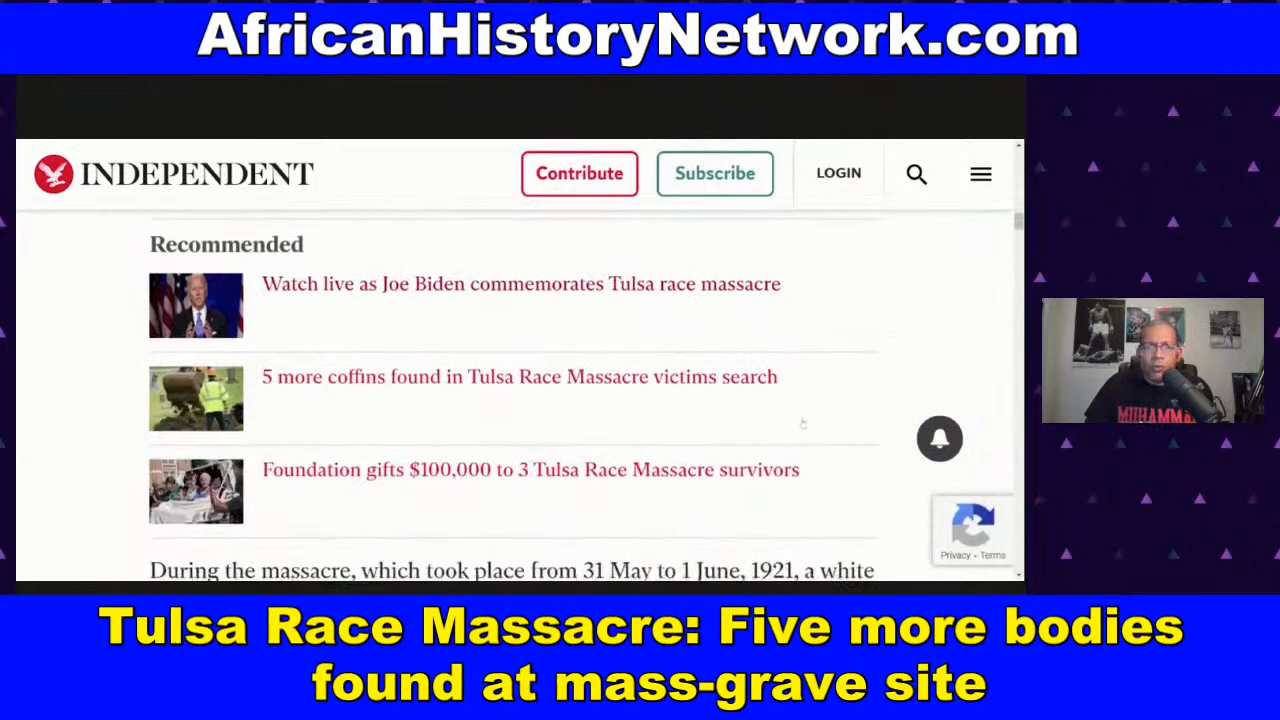 AfricanHistoryNetwork.com
INDEPENDENT
Contribute
Subscribe
LOGIN
Recommended
Watch live as Joe Biden commemorates Tulsa race massacre
5 more coffins found in Tulsa Race Massacre victims search
Foundation gifts $100,000 to 3 Tulsa Race Massacre survivors
Privacy - Terms
During the massacre, which took place from 31 May to 1 June, 1921, a white
MUHAMMA
Tulsa Race Massacre: Five more bodies
found at mass-grave site